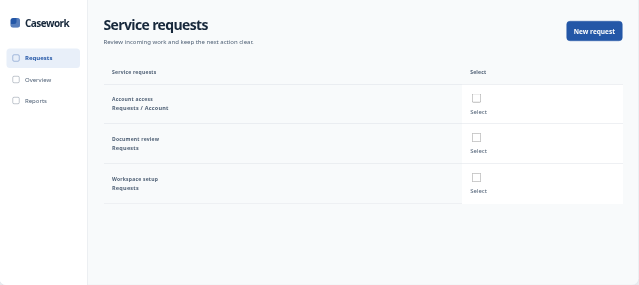 Casework
Requests
Overview
Reports
Service requests
Review incoming work and keep the next action clear.
New request
Service requests
Select
Account access
Requests / Account
Select
Document review
Requests
Select
Workspace setup
Requests
Select